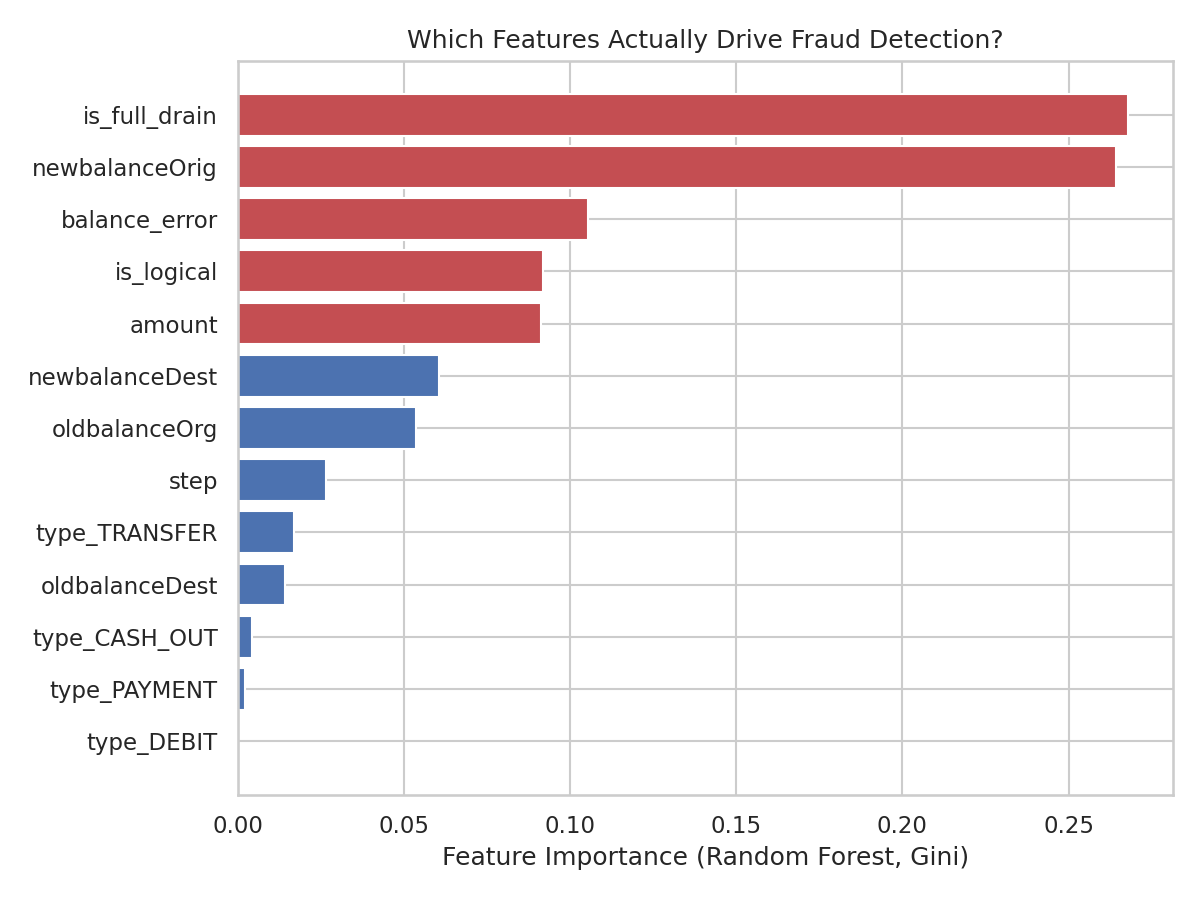 Which Features Actually Drive Fraud Detection?
is_full_drain
newbalanceOrig
balance_error
is_logical
amount
newbalanceDest
oldbalanceOrg
step
type_TRANSFER
oldbalanceDest
type_CASH_OUT
type_PAYMENT
type_DEBIT
0.00 0.05 0.10 0.15 0.20 0.25
Feature Importance (Random Forest, Gini)